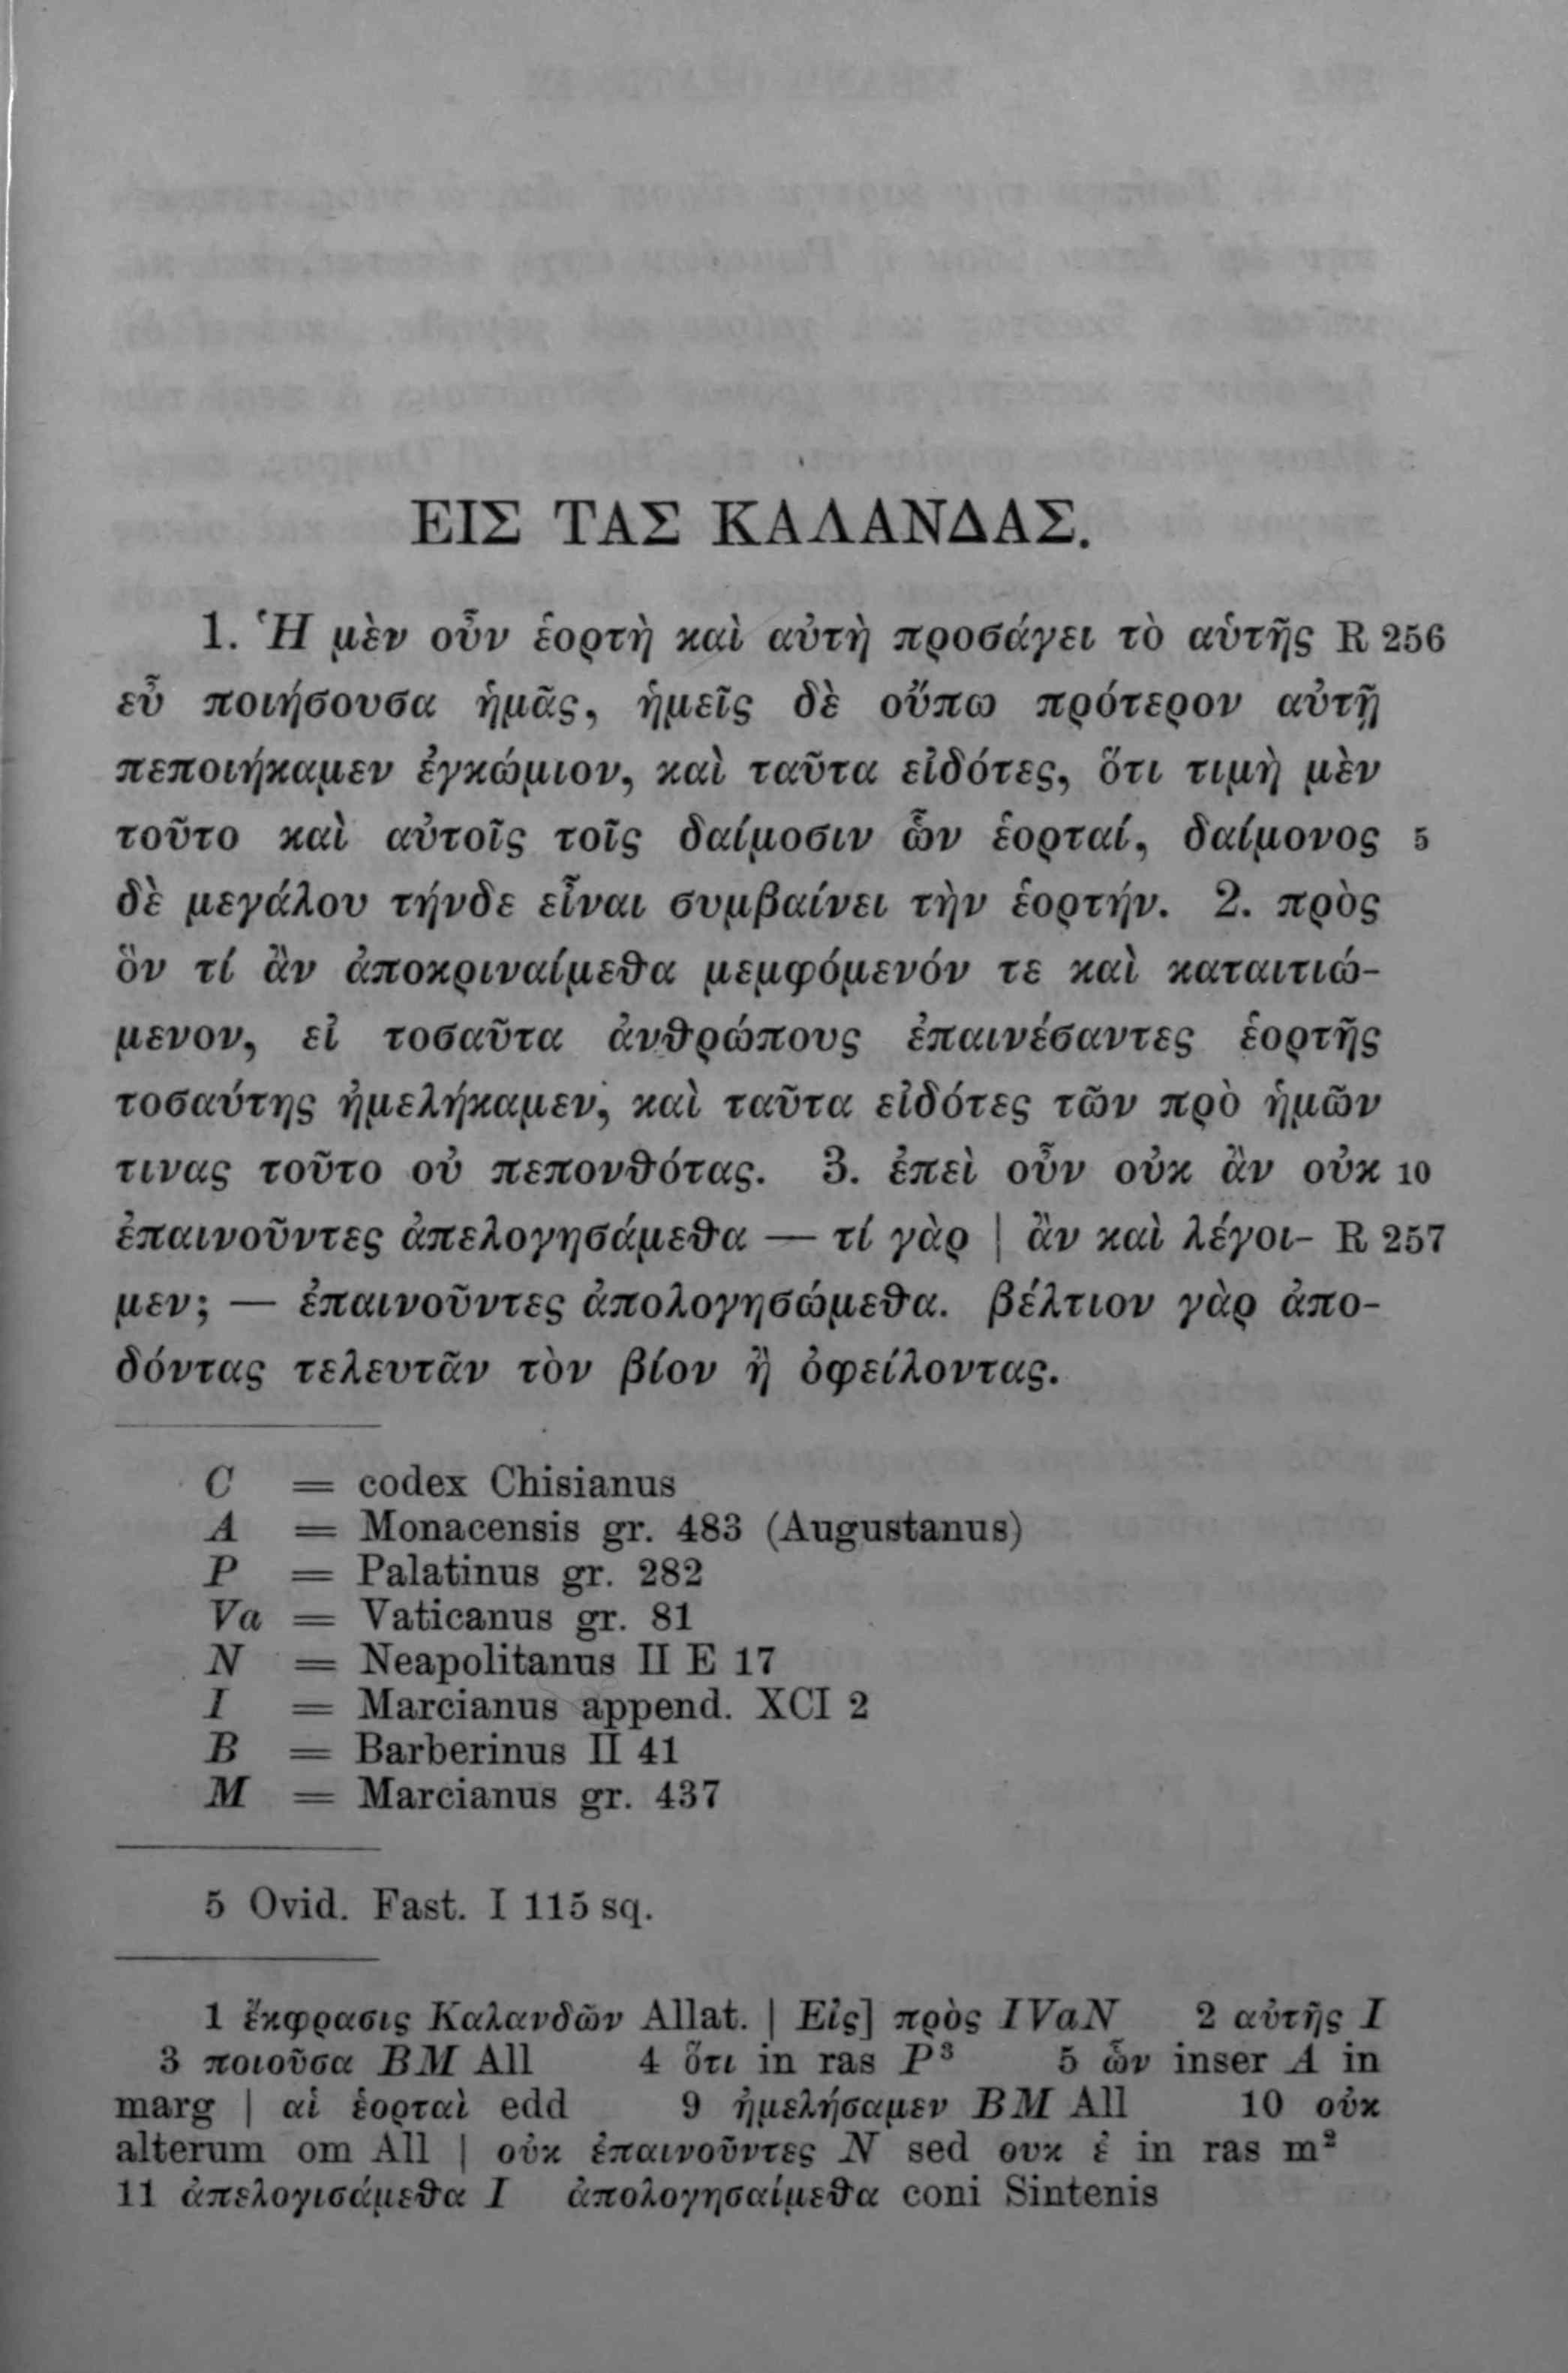 ΕΙΣ ΤΑΣ ΚΑΛΑΝΔΑΣ.
1. Ἡ μὲν οὖν ἑορτὴ καὶ αὐτὴ προσάγει τὸ αὑτῆς R 256
εὖ ποιήσουσα ἡμᾶς, ἡμεῖς δὲ οὔπω πρότερον αὐτῇ
πεποιήκαμεν ἐγκώμιον, καὶ ταῦτα εἰδότες, ὅτι τιμὴ μὲν
τοῦτο καὶ αὐτοῖς τοῖς δαίμοσιν ὧν ἑορταί, δαίμονος 5
δὲ μεγάλου τήνδε εἶναι συμβαίνει τὴν ἑορτήν. 2. πρὸς
ὃν τί ἂν ἀποκριναίμεθα μεμφόμενόν τε καὶ καταιτιώ-
μενον, εἰ τοσαῦτα ἀνθρώπους ἐπαινέσαντες ἑορτῆς
τοσαύτης ἠμελήκαμεν, καὶ ταῦτα εἰδότες τῶν πρὸ ἡμῶν
τινας τοῦτο οὐ πεπονθότας. 3. ἐπεὶ οὖν οὐκ ἂν οὐκ 10
ἐπαινοῦντες ἀπελογησάμεθα — τί γὰρ | ἂν καὶ λέγοι- R 257
μεν; — ἐπαινοῦντες ἀπολογησώμεθα. βέλτιον γὰρ ἀπο-
δόντας τελευτᾶν τὸν βίον ἢ ὀφείλοντας.
C = codex Chisianus
A = Monacensis gr. 483 (Augustanus)
P = Palatinus gr. 282
Va = Vaticanus gr. 81
N = Neapolitanus II E 17
I = Marcianus append. XCI 2
B = Barberinus II 41
M = Marcianus gr. 437
5 Ovid. Fast. I 115 sq.
1 ἔκφρασις Καλανδῶν Allat. | Εἰς] πρὸς IVaN 2 αὐτῆς I
3 ποιοῦσα BM All 4 ὅτι in ras P³ 5 ὧν inser A in
marg | αἱ ἑορταὶ edd 9 ἠμελήσαμεν BM All 10 οὐκ
alterum om All | οὐκ ἐπαινοῦντες N sed ουκ ἐ in ras m²
11 ἀπελογισάμεθα I ἀπολογησαίμεθα coni Sintenis